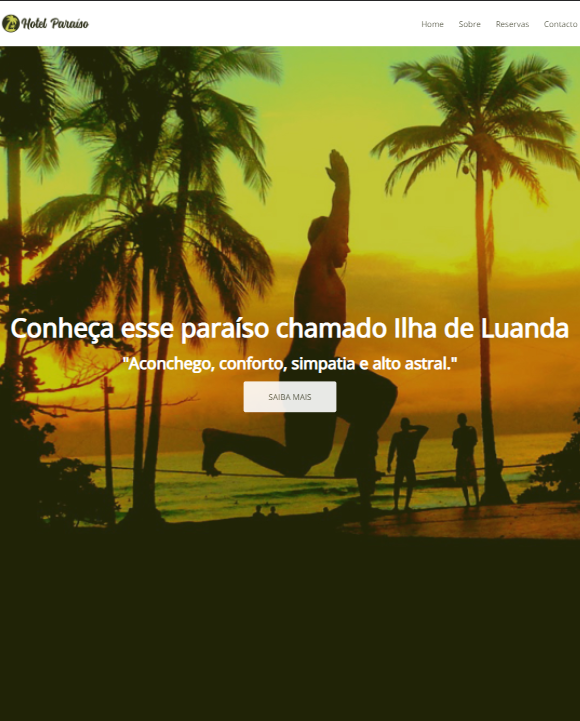 Hotel Paraíso
Home Sobre Reservas Contacto
Conheça esse paraíso chamado Ilha de Luanda
"Aconchego, conforto, simpatia e alto astral."
SAIBA MAIS